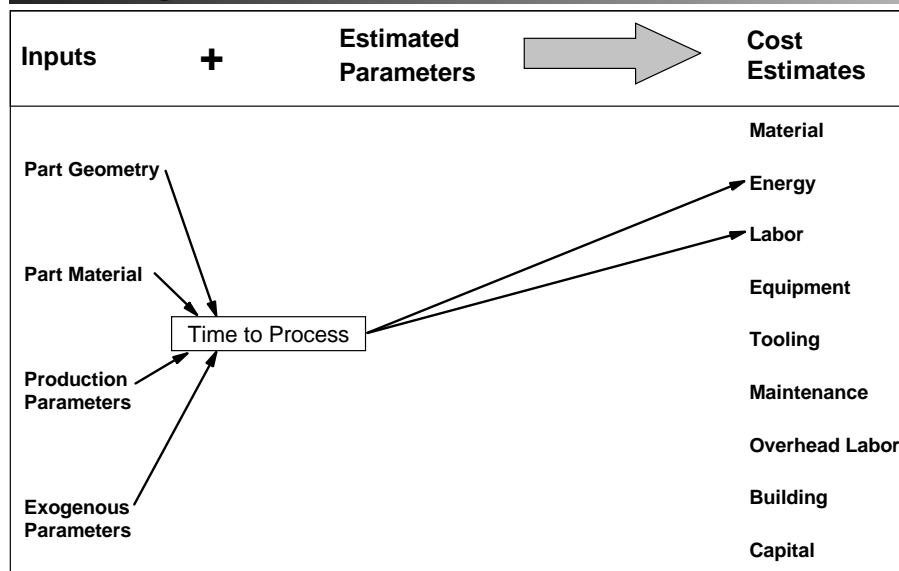 Inputs
+
Estimated
Parameters
Cost
Estimates
Part Geometry
Part Material
Production
Parameters
Exogenous
Parameters
Time to Process
Material
Energy
Labor
Equipment
Tooling
Maintenance
Overhead Labor
Building
Capital